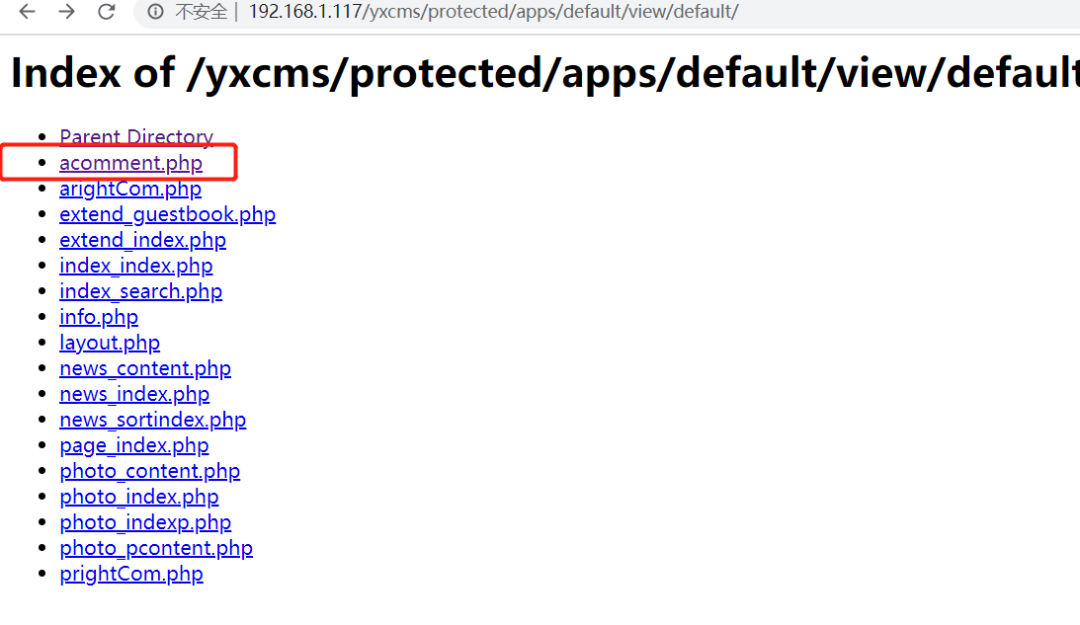 不安全 | 192.168.1.117/yxcms/protected/apps/default/view/default/
Index of /yxcms/protected/apps/default/view/default
Parent Directory
acomment.php
arightCom.php
extend_guestbook.php
extend_index.php
index_index.php
index_search.php
info.php
layout.php
news_content.php
news_index.php
news_sortindex.php
page_index.php
photo_content.php
photo_index.php
photo_indexp.php
photo_pcontent.php
prightCom.php